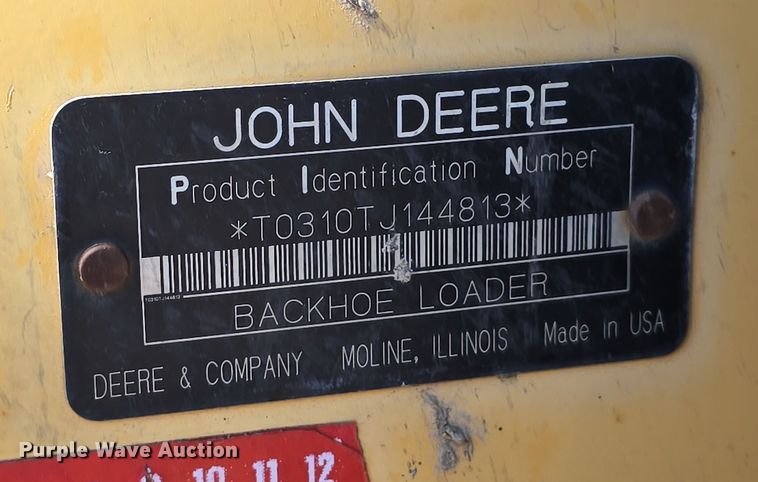 JOHN DEERE
Product Identification Number
*T0310TJ144813*
T0310TJ144813
BACKHOE LOADER
DEERE & COMPANY MOLINE, ILLINOIS Made in USA
Purple Wave Auction
10 11 12